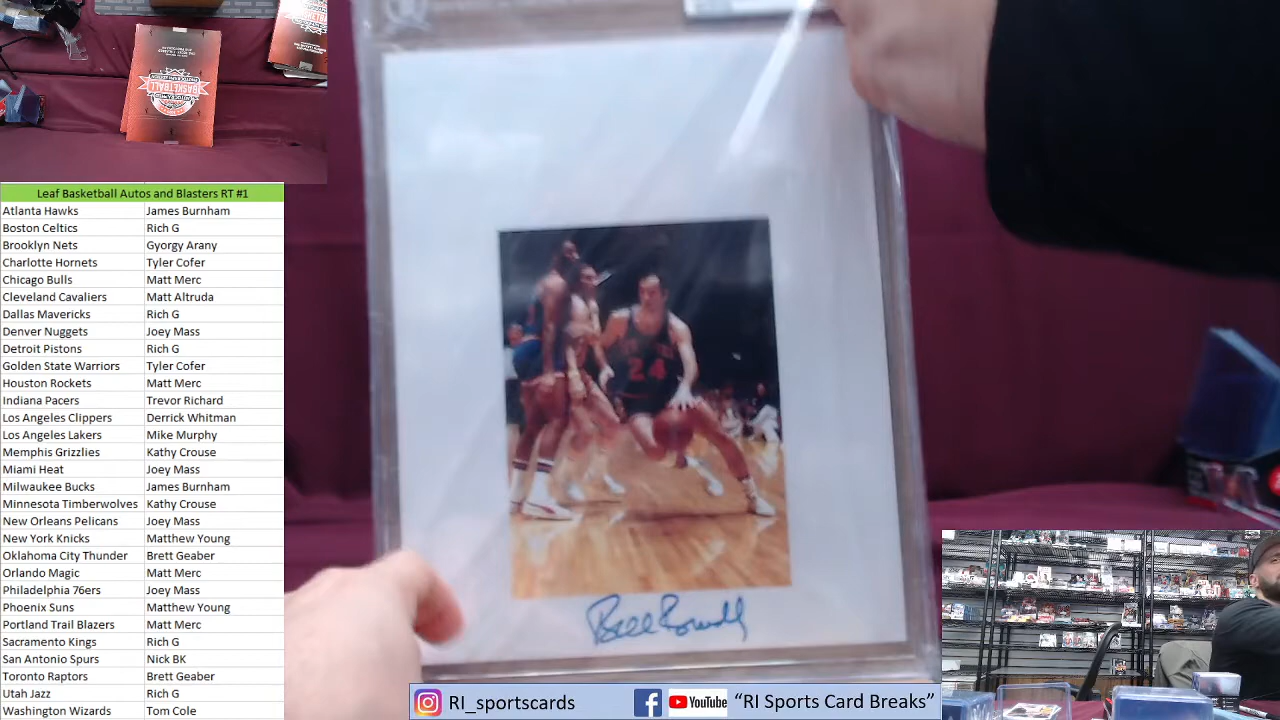 BASKETBALL
Leaf Basketball Autos and Blasters RT #1
Atlanta Hawks James Burnham
Boston Celtics Rich G
Brooklyn Nets Gyorgy Arany
Charlotte Hornets Tyler Cofer
Chicago Bulls Matt Merc
Cleveland Cavaliers Matt Altruda
Dallas Mavericks Rich G
Denver Nuggets Joey Mass
Detroit Pistons Rich G
Golden State Warriors Tyler Cofer
Houston Rockets Matt Merc
Indiana Pacers Trevor Richard
Los Angeles Clippers Derrick Whitman
Los Angeles Lakers Mike Murphy
Memphis Grizzlies Kathy Crouse
Miami Heat Joey Mass
Milwaukee Bucks James Burnham
Minnesota Timberwolves Kathy Crouse
New Orleans Pelicans Joey Mass
New York Knicks Matthew Young
Oklahoma City Thunder Brett Geaber
Orlando Magic Matt Merc
Philadelphia 76ers Joey Mass
Phoenix Suns Matthew Young
Portland Trail Blazers Matt Merc
Sacramento Kings Rich G
San Antonio Spurs Nick BK
Toronto Raptors Brett Geaber
Utah Jazz Rich G
Washington Wizards Tom Cole
24
RI_sportscards YouTube “RI Sports Card Breaks”